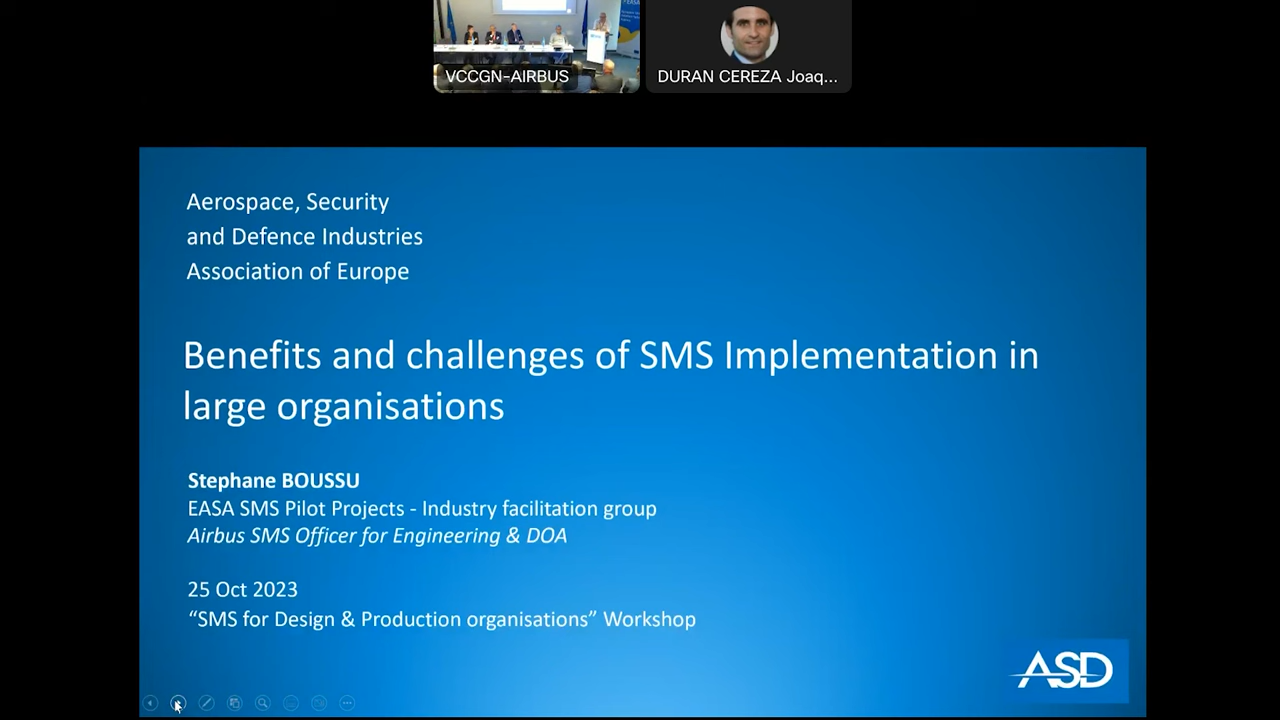 EASA
VCCGN-AIRBUS
DURAN CEREZA Joaq...
Aerospace, Security
and Defence Industries
Association of Europe
Benefits and challenges of SMS Implementation in
large organisations
Stephane BOUSSU
EASA SMS Pilot Projects - Industry facilitation group
Airbus SMS Officer for Engineering & DOA
25 Oct 2023
“SMS for Design & Production organisations” Workshop
ASD